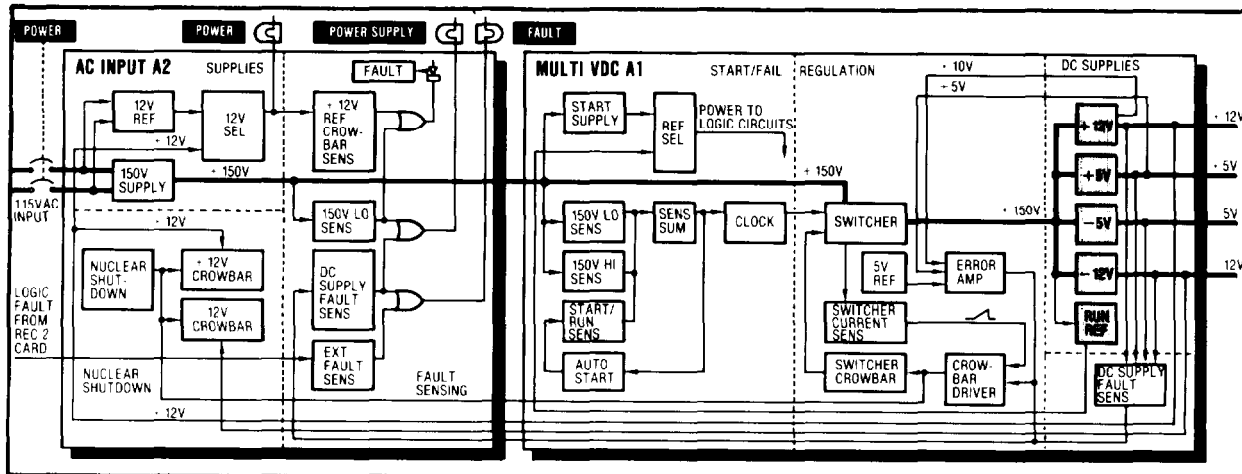 POWER
POWER
POWER SUPPLY
FAULT
AC INPUT A2
SUPPLIES
12V
REF
12V
SEL
+ 12V
150V
SUPPLY
+ 150V
115VAC
INPUT
+ 12V
NUCLEAR
SHUT-
DOWN
+ 12V
CROWBAR
12V
CROWBAR
LOGIC
FAULT
FROM
REC 2
CARD
NUCLEAR
SHUTDOWN
+ 12V
FAULT
+ 12V
REF
CROW-
BAR
SENS
150V LO
SENS
DC
SUPPLY
FAULT
SENS
EXT
FAULT
SENS
FAULT
SENSING
MULTI VDC A1
START/FAIL
REGULATION
DC SUPPLIES
START
SUPPLY
REF
SEL
POWER TO
LOGIC CIRCUITS
150V LO
SENS
150V HI
SENS
START/
RUN
SENS
AUTO
START
SENS
SUM
CLOCK
+ 10V
+ 5V
+ 150V
SWITCHER
+ 150V
5V
REF
ERROR
AMP
SWITCHER
CURRENT
SENS
SWITCHER
CROWBAR
CROW-
BAR
DRIVER
+ 12V
+ 5V
− 5V
− 12V
RUN
REF
DC SUPPLY
FAULT
SENS
+ 12V
+ 5V
5V
12V